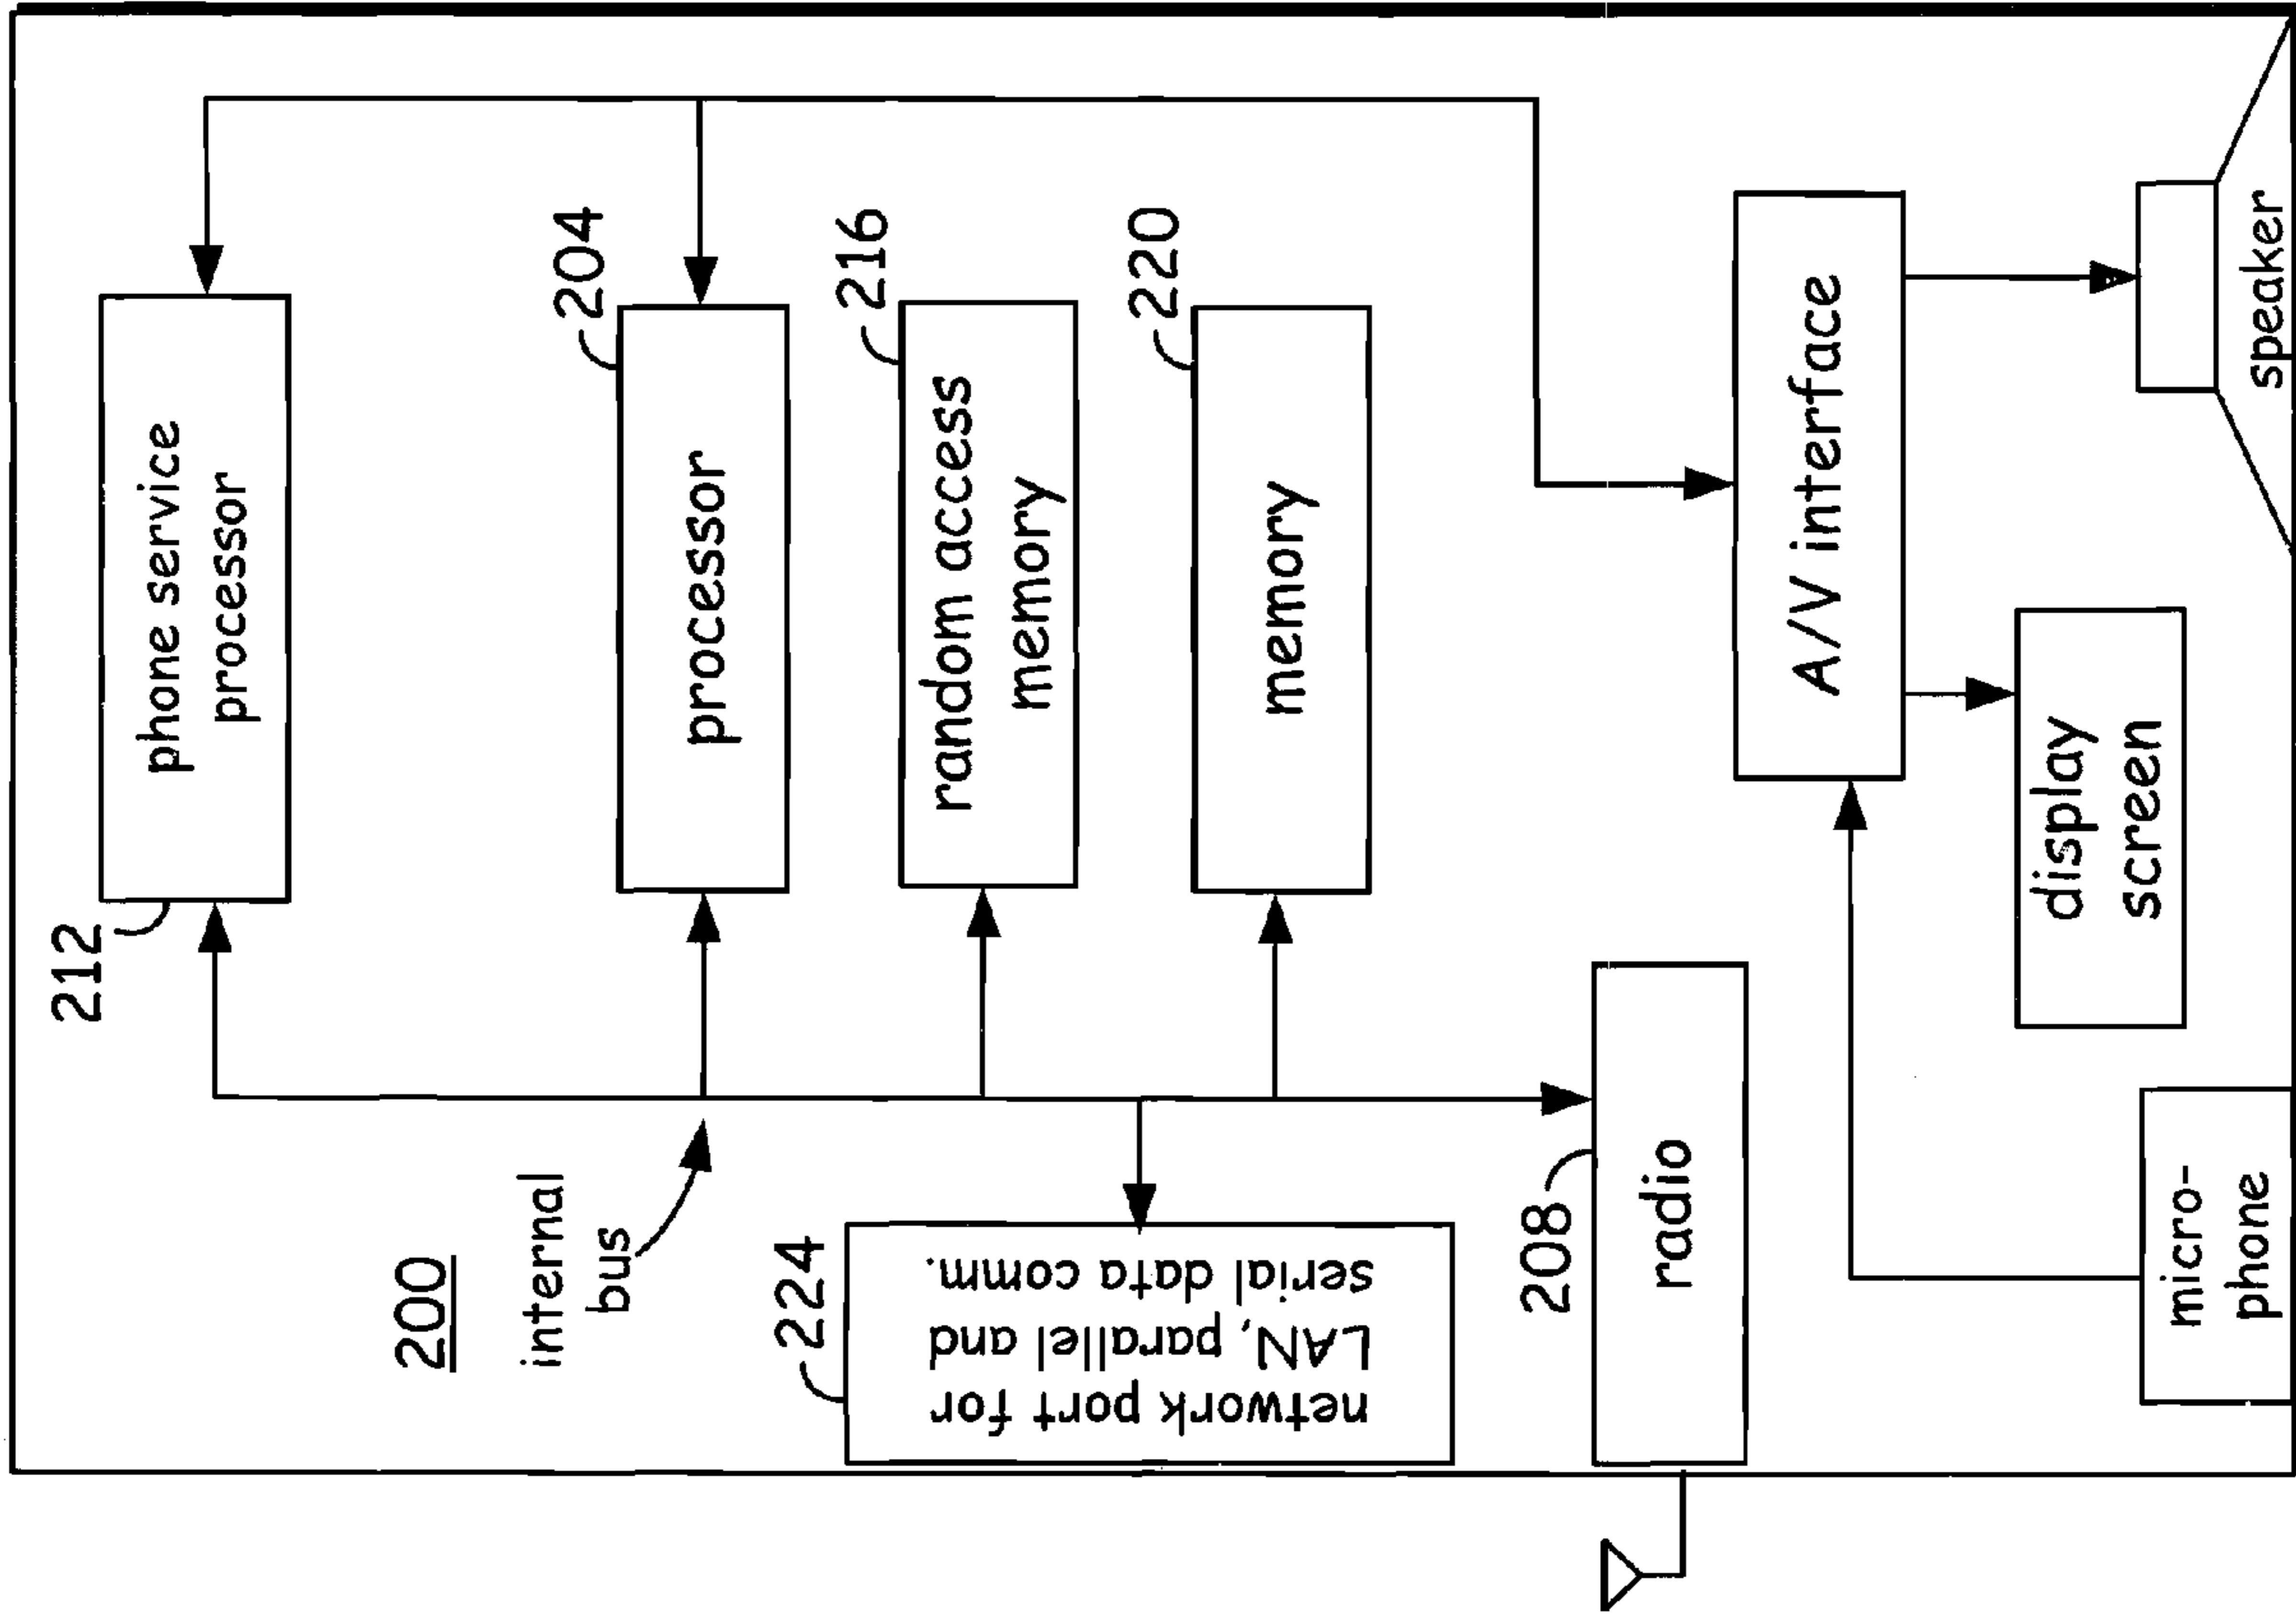 200
internal
bus
212
phone service
processor
204
processor
216
random access
memory
220
memory
224
network port for
LAN, parallel and
serial data comm.
208
radio
A/V interface
display
screen
micro-
phone
speaker